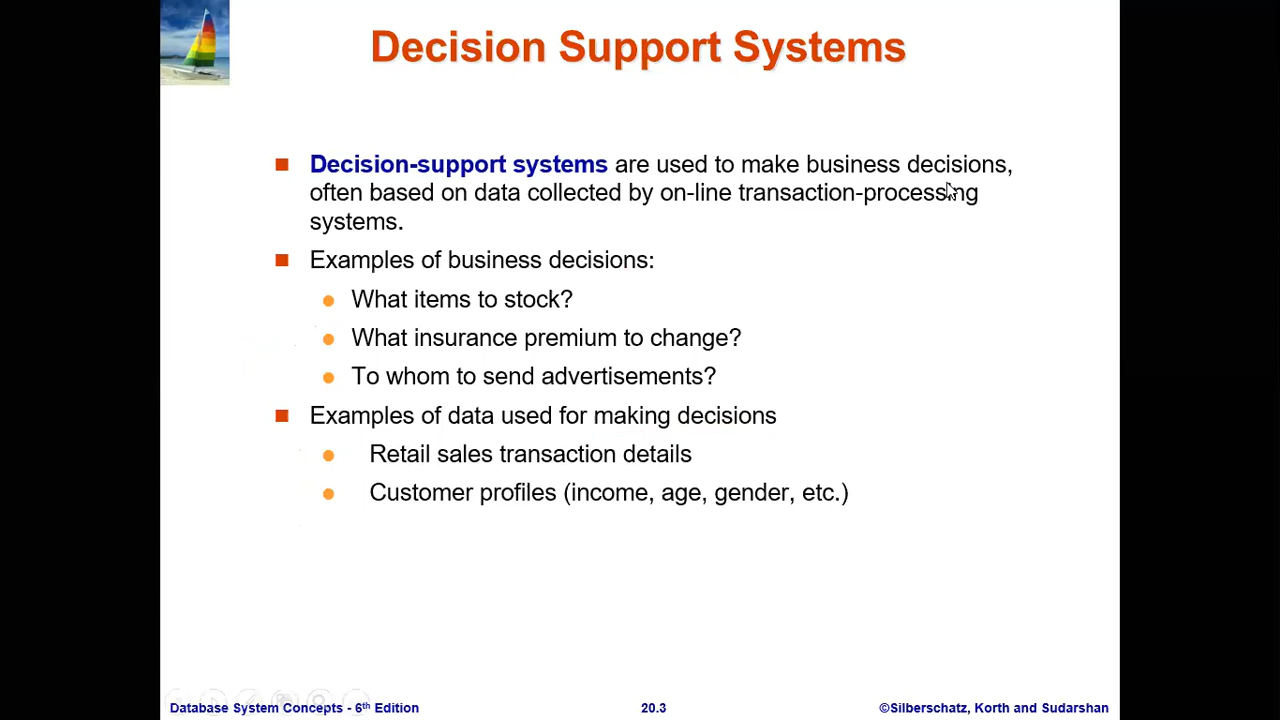 Decision Support Systems
Decision-support systems are used to make business decisions,
often based on data collected by on-line transaction-processing
systems.
Examples of business decisions:
What items to stock?
What insurance premium to change?
To whom to send advertisements?
Examples of data used for making decisions
Retail sales transaction details
Customer profiles (income, age, gender, etc.)
Database System Concepts - 6th Edition
20.3
©Silberschatz, Korth and Sudarshan